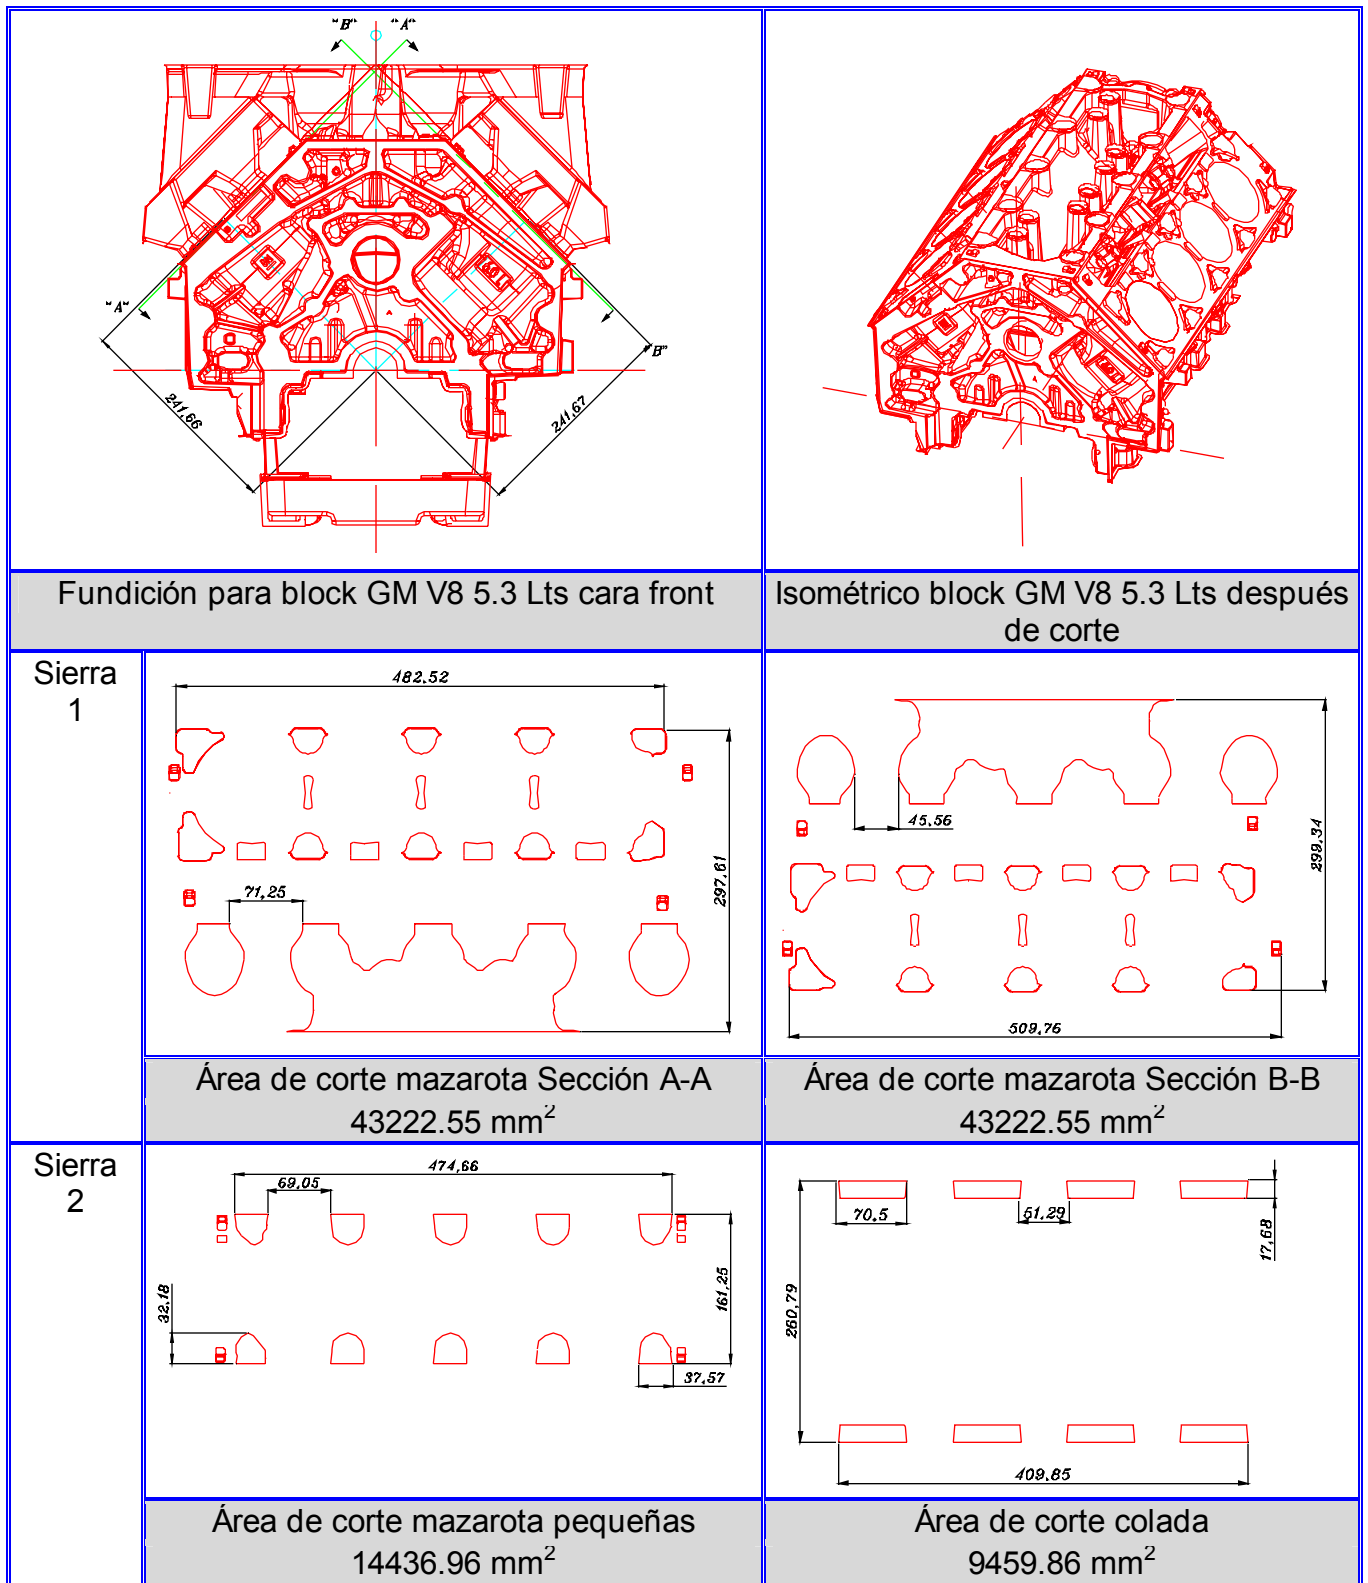 "B" "A"
"A"
B"
241,66
241,67
Fundición para block GM V8 5.3 Lts cara front
Isométrico block GM V8 5.3 Lts después
de corte
Sierra
1
482,52
71,25
297,61
45,56
299,34
509,76
Área de corte mazarota Sección A-A
43222.55 mm²
Área de corte mazarota Sección B-B
43222.55 mm²
Sierra
2
474,66
69,05
32,18
161,25
37,57
70,5
51,29
17,68
260,79
409,85
Área de corte mazarota pequeñas
14436.96 mm²
Área de corte colada
9459.86 mm²